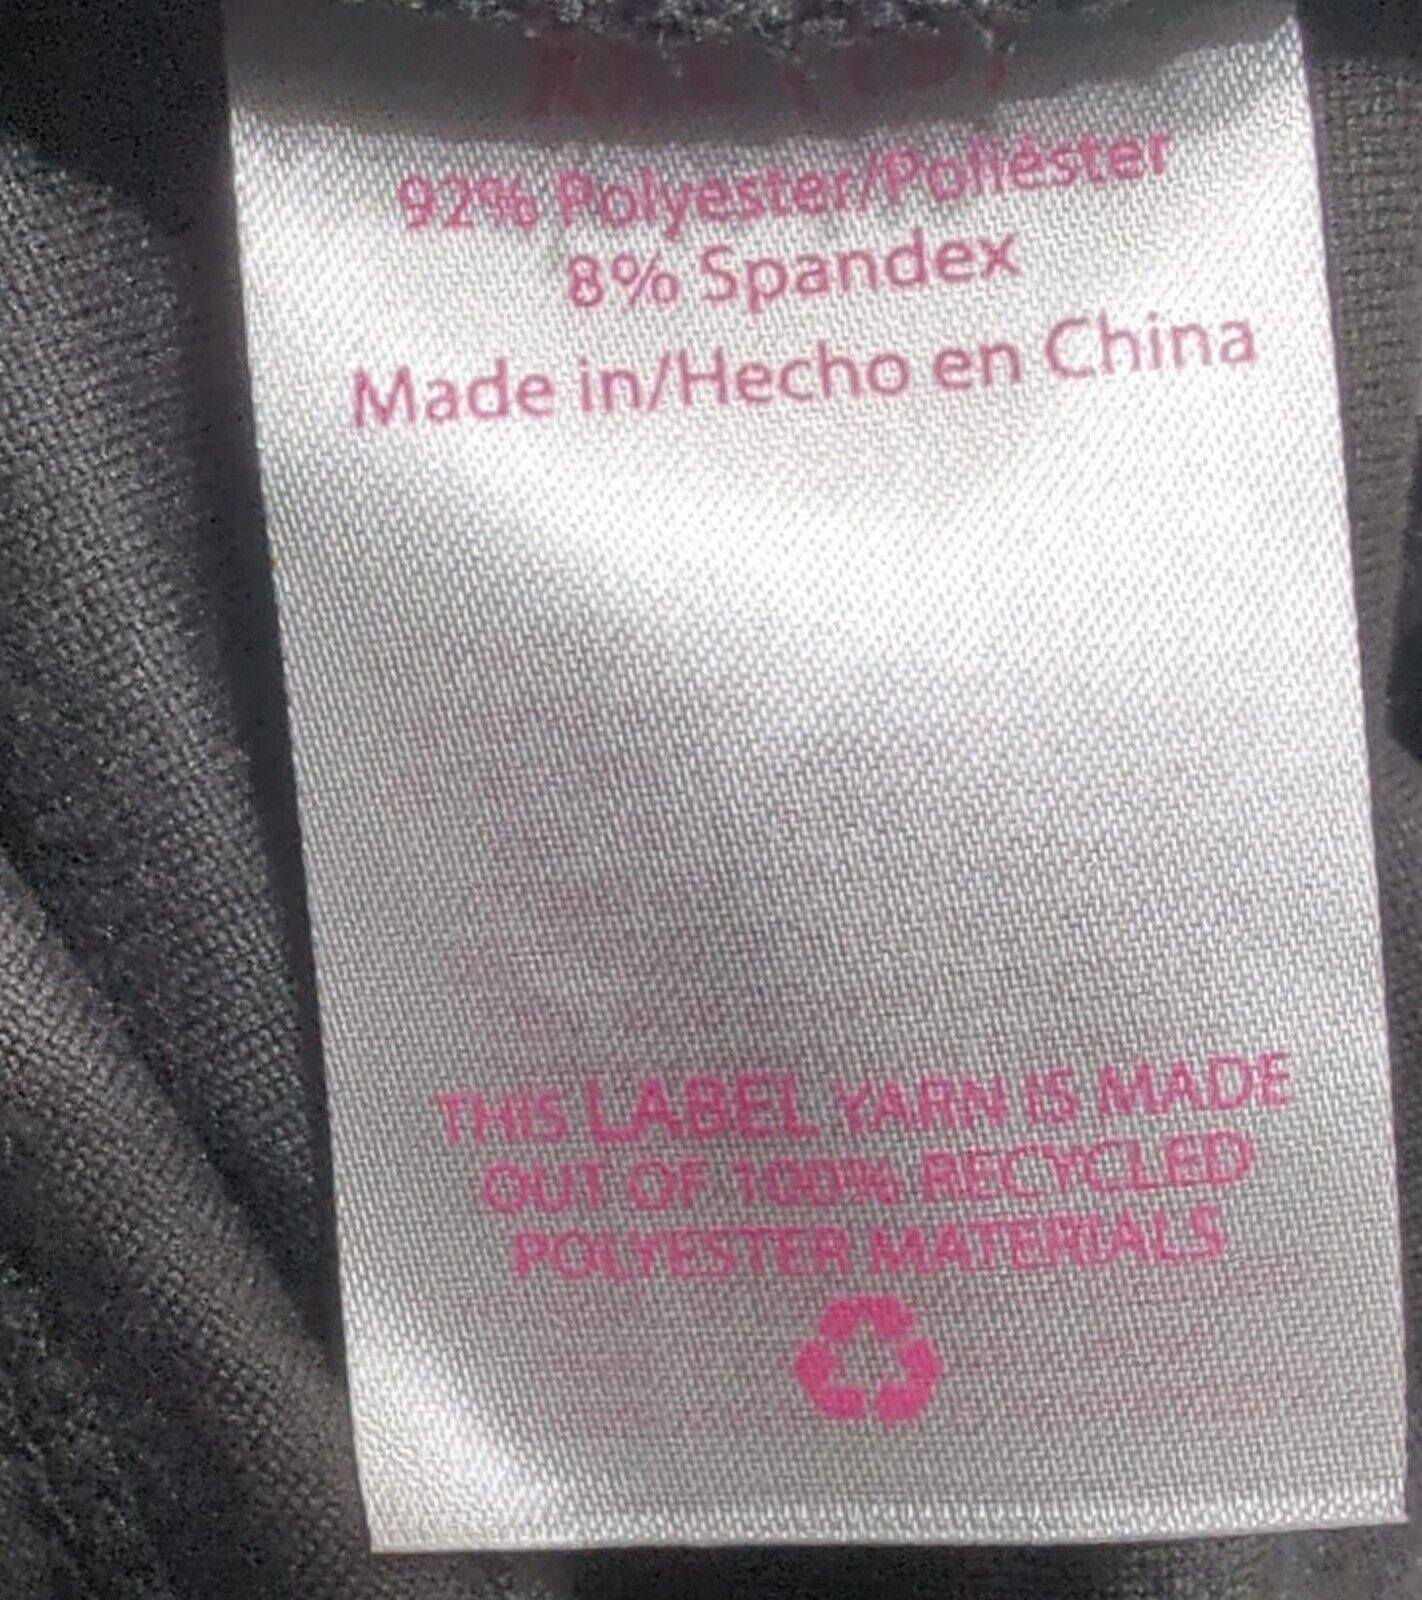 92% Polyester/Poliéster
8% Spandex
Made in/Hecho en China
THIS LABEL YARN IS MADE
OUT OF 100% RECYCLED
POLYESTER MATERIALS